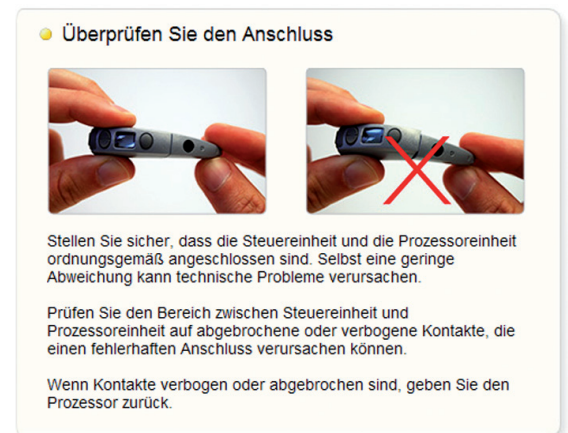 Überprüfen Sie den Anschluss
Stellen Sie sicher, dass die Steuereinheit und die Prozessoreinheit
ordnungsgemäß angeschlossen sind. Selbst eine geringe
Abweichung kann technische Probleme verursachen.
Prüfen Sie den Bereich zwischen Steuereinheit und
Prozessoreinheit auf abgebrochene oder verbogene Kontakte, die
einen fehlerhaften Anschluss verursachen können.
Wenn Kontakte verbogen oder abgebrochen sind, geben Sie den
Prozessor zurück.